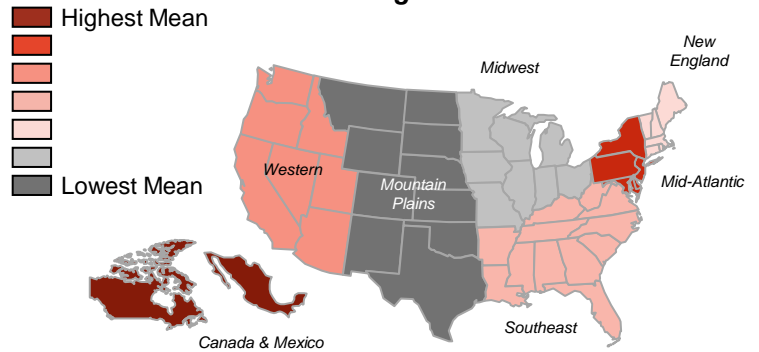 Highest Mean
Lowest Mean
New
England
Midwest
Western
Mountain
Plains
Mid-Atlantic
Southeast
Canada & Mexico